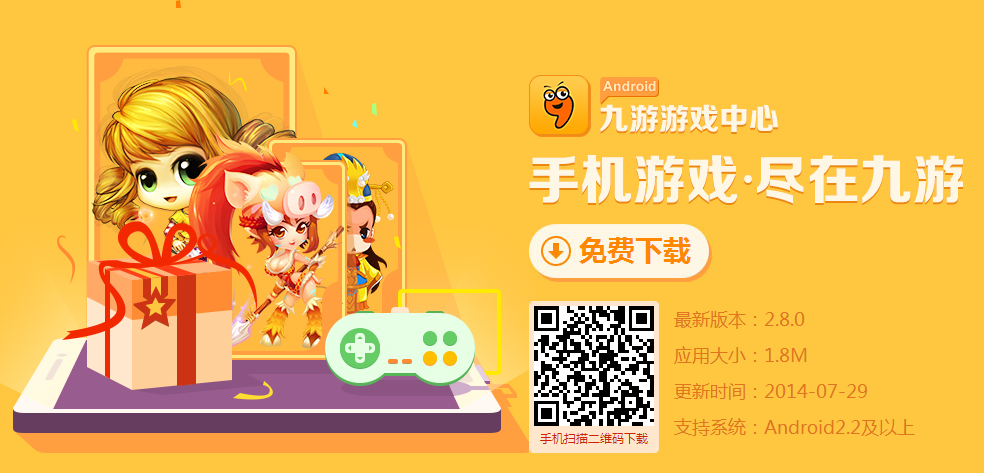 Android
九游游戏中心
手机游戏·尽在九游
免费下载
最新版本：2.8.0
应用大小：1.8M
更新时间：2014-07-29
支持系统：Android2.2及以上
手机扫描二维码下载